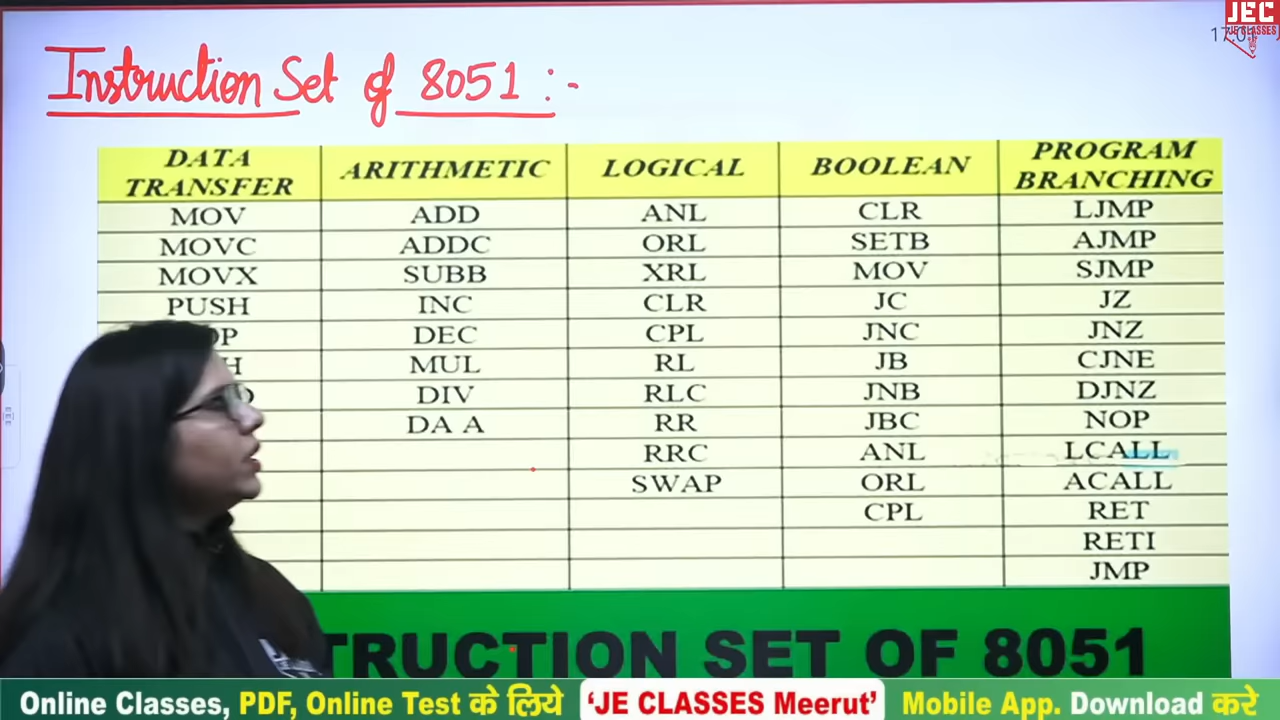 JEC
JE CLASSES
Instruction Set of 8051 :-
DATA TRANSFER ARITHMETIC LOGICAL BOOLEAN PROGRAM BRANCHING
MOV ADD ANL CLR LJMP
MOVC ADDC ORL SETB AJMP
MOVX SUBB XRL MOV SJMP
PUSH INC CLR JC JZ
DEC CPL JNC JNZ
MUL RL JB CJNE
DIV RLC JNB DJNZ
DA A RR JBC NOP
RRC ANL LCALL
SWAP ORL ACALL
CPL RET
RETI
JMP
TRUCTION SET OF 8051
Online Classes, PDF, Online Test के लिये 'JE CLASSES Meerut' Mobile App. Download करे